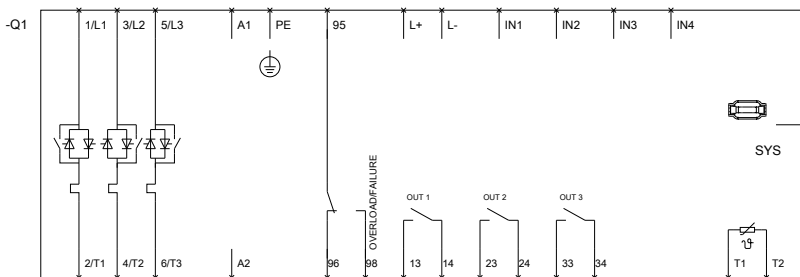 -Q1 1/L1 3/L2 5/L3 A1 PE 95 L+ L- IN1 IN2 IN3 IN4
SYS
OVERLOAD/FAILURE
OUT 1 OUT 2 OUT 3
ϑ
2/T1 4/T2 6/T3 A2 96 98 13 14 23 24 33 34 T1 T2